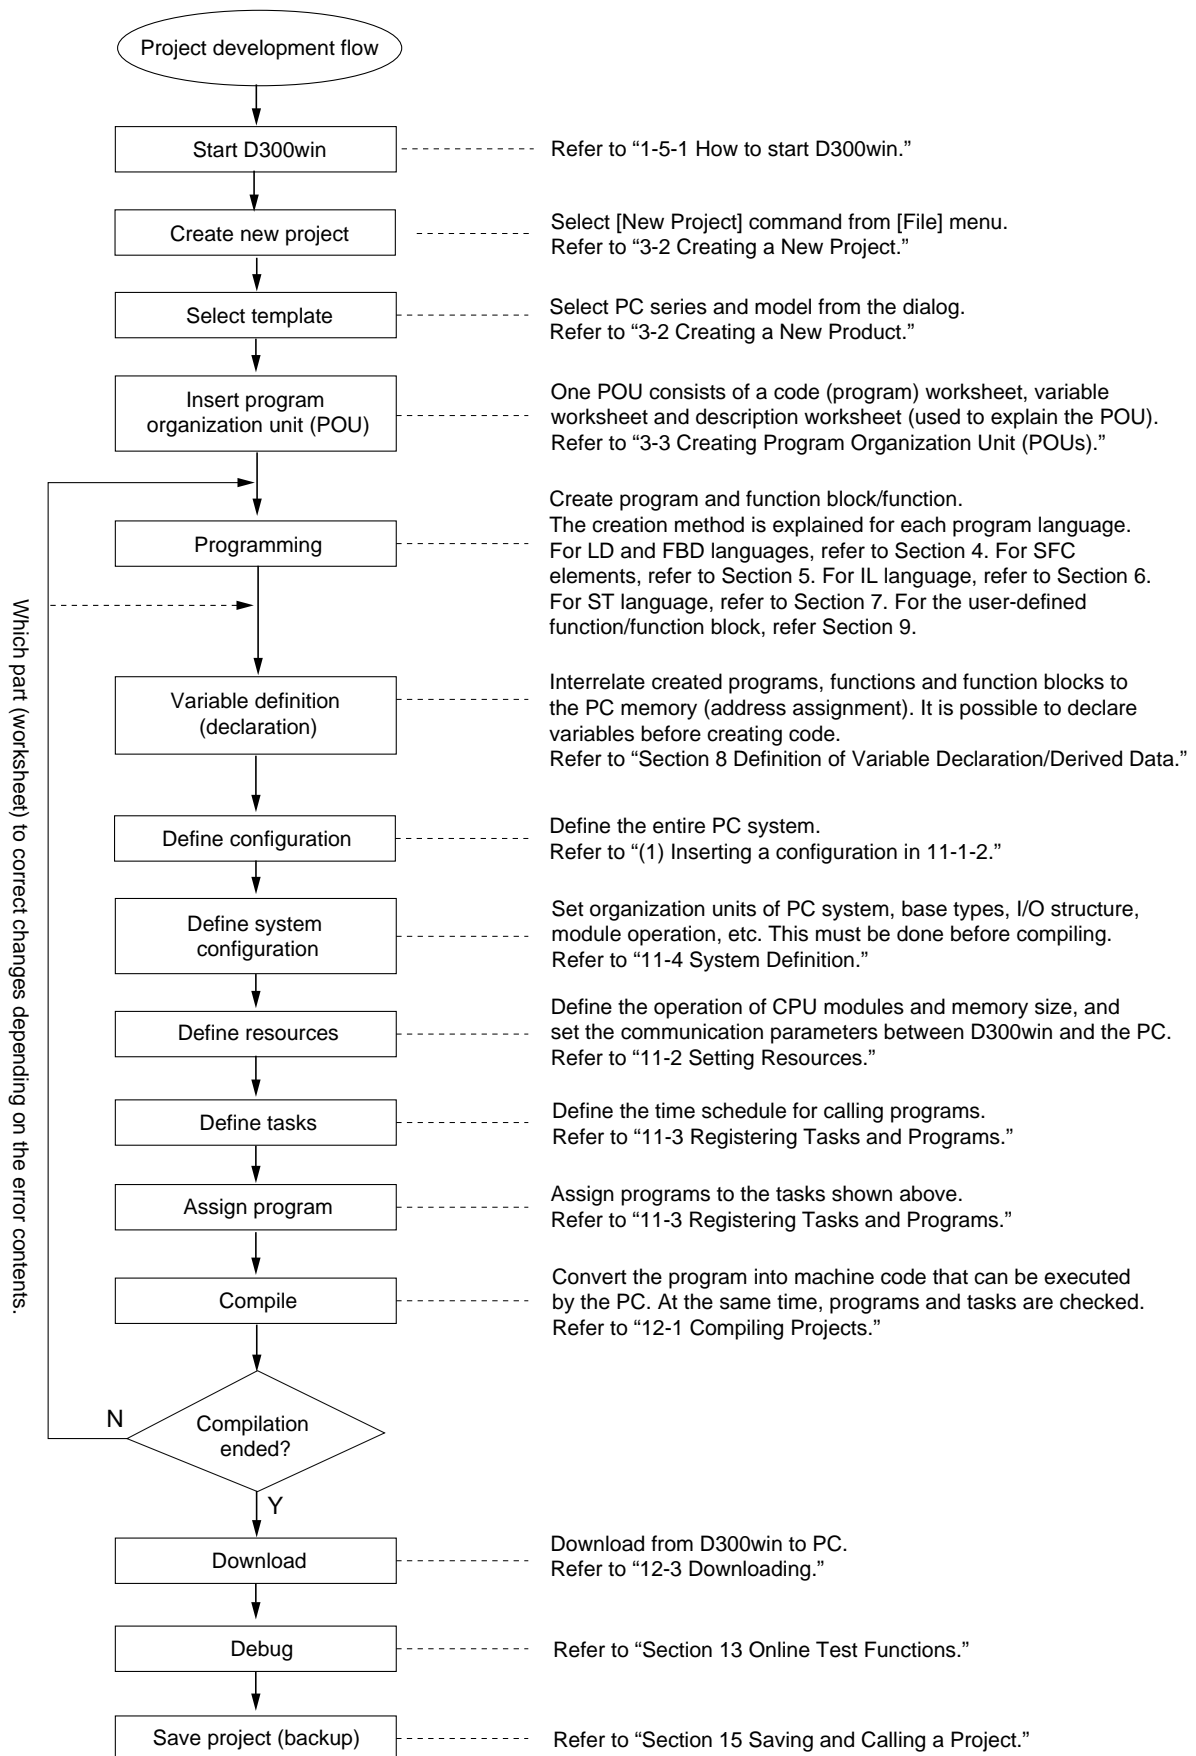 Project development flow
Start D300win
Refer to “1-5-1 How to start D300win.”
Create new project
Select [New Project] command from [File] menu.
Refer to “3-2 Creating a New Project.”
Select template
Select PC series and model from the dialog.
Refer to “3-2 Creating a New Product.”
Insert program
organization unit (POU)
One POU consists of a code (program) worksheet, variable
worksheet and description worksheet (used to explain the POU).
Refer to “3-3 Creating Program Organization Unit (POUs).”
Programming
Create program and function block/function.
The creation method is explained for each program language.
For LD and FBD languages, refer to Section 4. For SFC
elements, refer to Section 5. For IL language, refer to Section 6.
For ST language, refer to Section 7. For the user-defined
function/function block, refer Section 9.
Which part (worksheet) to correct changes depending on the error contents.
Variable definition
(declaration)
Interrelate created programs, functions and function blocks to
the PC memory (address assignment). It is possible to declare
variables before creating code.
Refer to “Section 8 Definition of Variable Declaration/Derived Data.”
Define configuration
Define the entire PC system.
Refer to “(1) Inserting a configuration in 11-1-2.”
Define system
configuration
Set organization units of PC system, base types, I/O structure,
module operation, etc. This must be done before compiling.
Refer to “11-4 System Definition.”
Define resources
Define the operation of CPU modules and memory size, and
set the communication parameters between D300win and the PC.
Refer to “11-2 Setting Resources.”
Define tasks
Define the time schedule for calling programs.
Refer to “11-3 Registering Tasks and Programs.”
Assign program
Assign programs to the tasks shown above.
Refer to “11-3 Registering Tasks and Programs.”
Compile
Convert the program into machine code that can be executed
by the PC. At the same time, programs and tasks are checked.
Refer to “12-1 Compiling Projects.”
N
Compilation
ended?
Y
Download
Download from D300win to PC.
Refer to “12-3 Downloading.”
Debug
Refer to “Section 13 Online Test Functions.”
Save project (backup)
Refer to “Section 15 Saving and Calling a Project.”